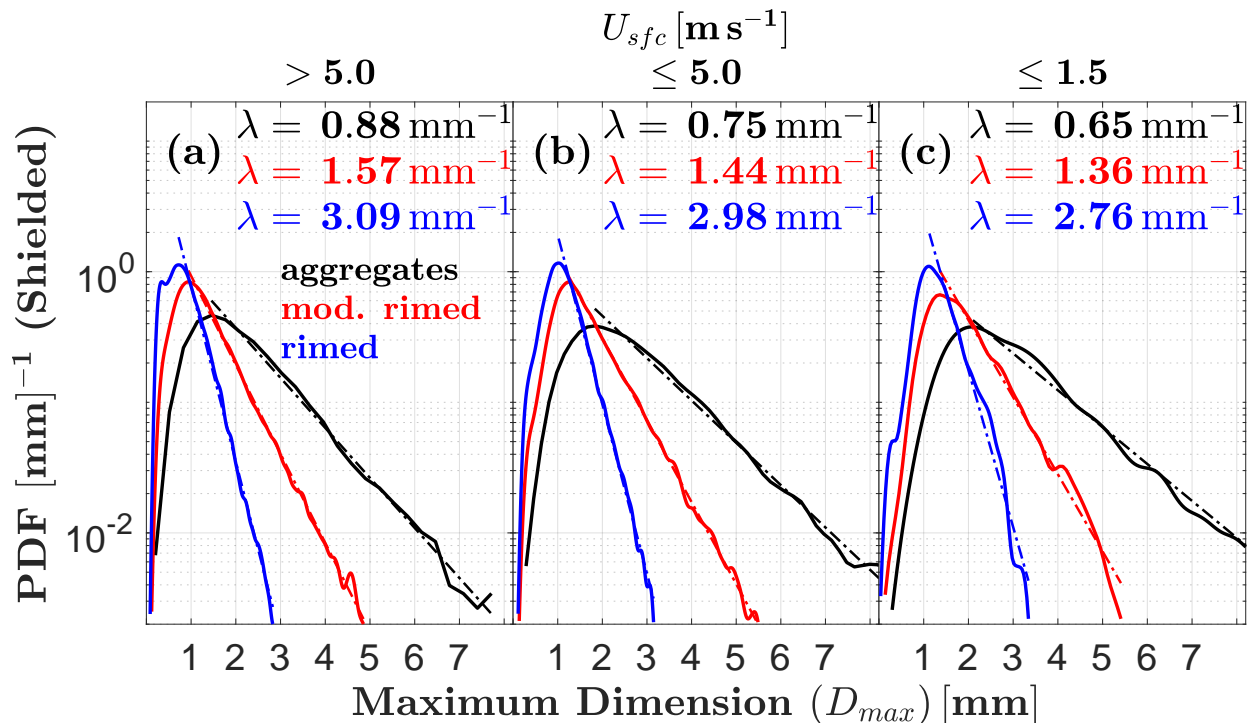 U_sfc [m s⁻¹]
> 5.0 ≤ 5.0 ≤ 1.5
(a) λ = 0.88 mm⁻¹
λ = 1.57 mm⁻¹
λ = 3.09 mm⁻¹
aggregates
mod. rimed
rimed
(b) λ = 0.75 mm⁻¹
λ = 1.44 mm⁻¹
λ = 2.98 mm⁻¹
(c) λ = 0.65 mm⁻¹
λ = 1.36 mm⁻¹
λ = 2.76 mm⁻¹
PDF [mm]⁻¹ (Shielded)
10⁰
10⁻²
1 2 3 4 5 6 7 1 2 3 4 5 6 7 1 2 3 4 5 6 7
Maximum Dimension (D_max) [mm]